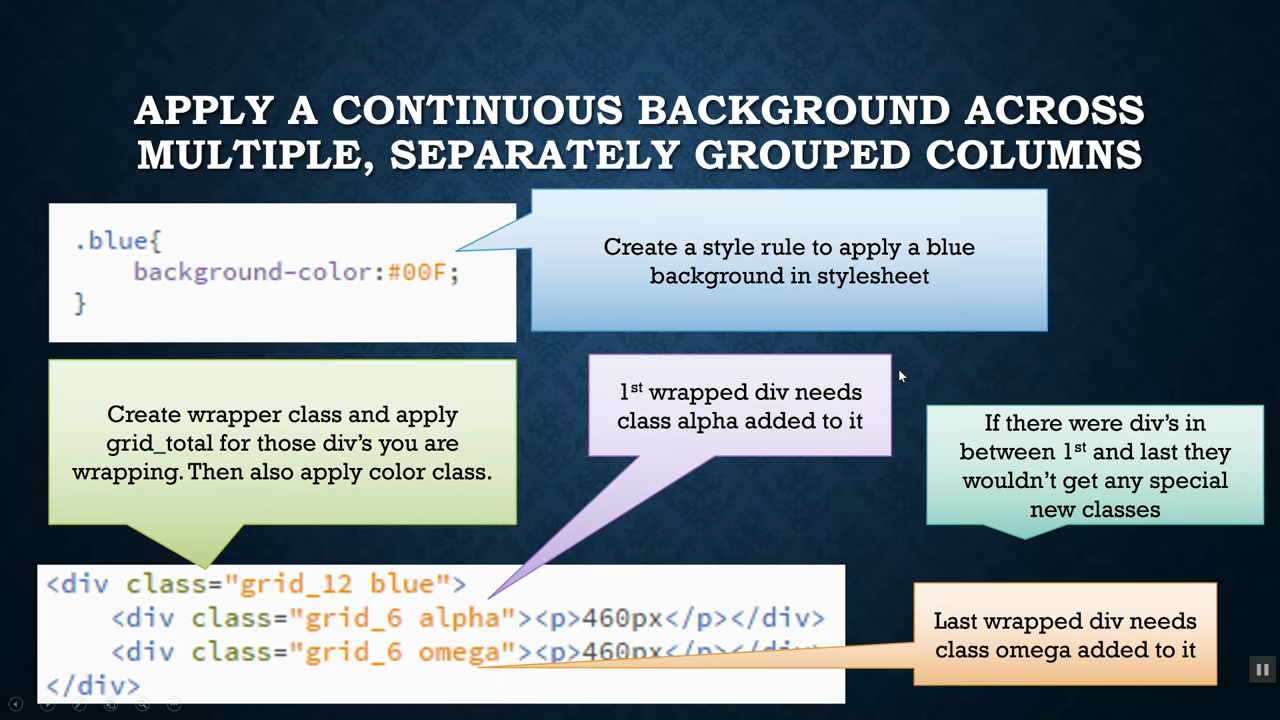 APPLY A CONTINUOUS BACKGROUND ACROSS
MULTIPLE, SEPARATELY GROUPED COLUMNS
.blue{
    background-color:#00F;
}
Create a style rule to apply a blue
background in stylesheet
Create wrapper class and apply
grid_total for those div's you are
wrapping. Then also apply color class.
1st wrapped div needs
class alpha added to it
If there were div's in
between 1st and last they
wouldn't get any special
new classes
<div class="grid_12 blue">
    <div class="grid_6 alpha"><p>460px</p></div>
    <div class="grid_6 omega"><p>460px</p></div>
</div>
Last wrapped div needs
class omega added to it